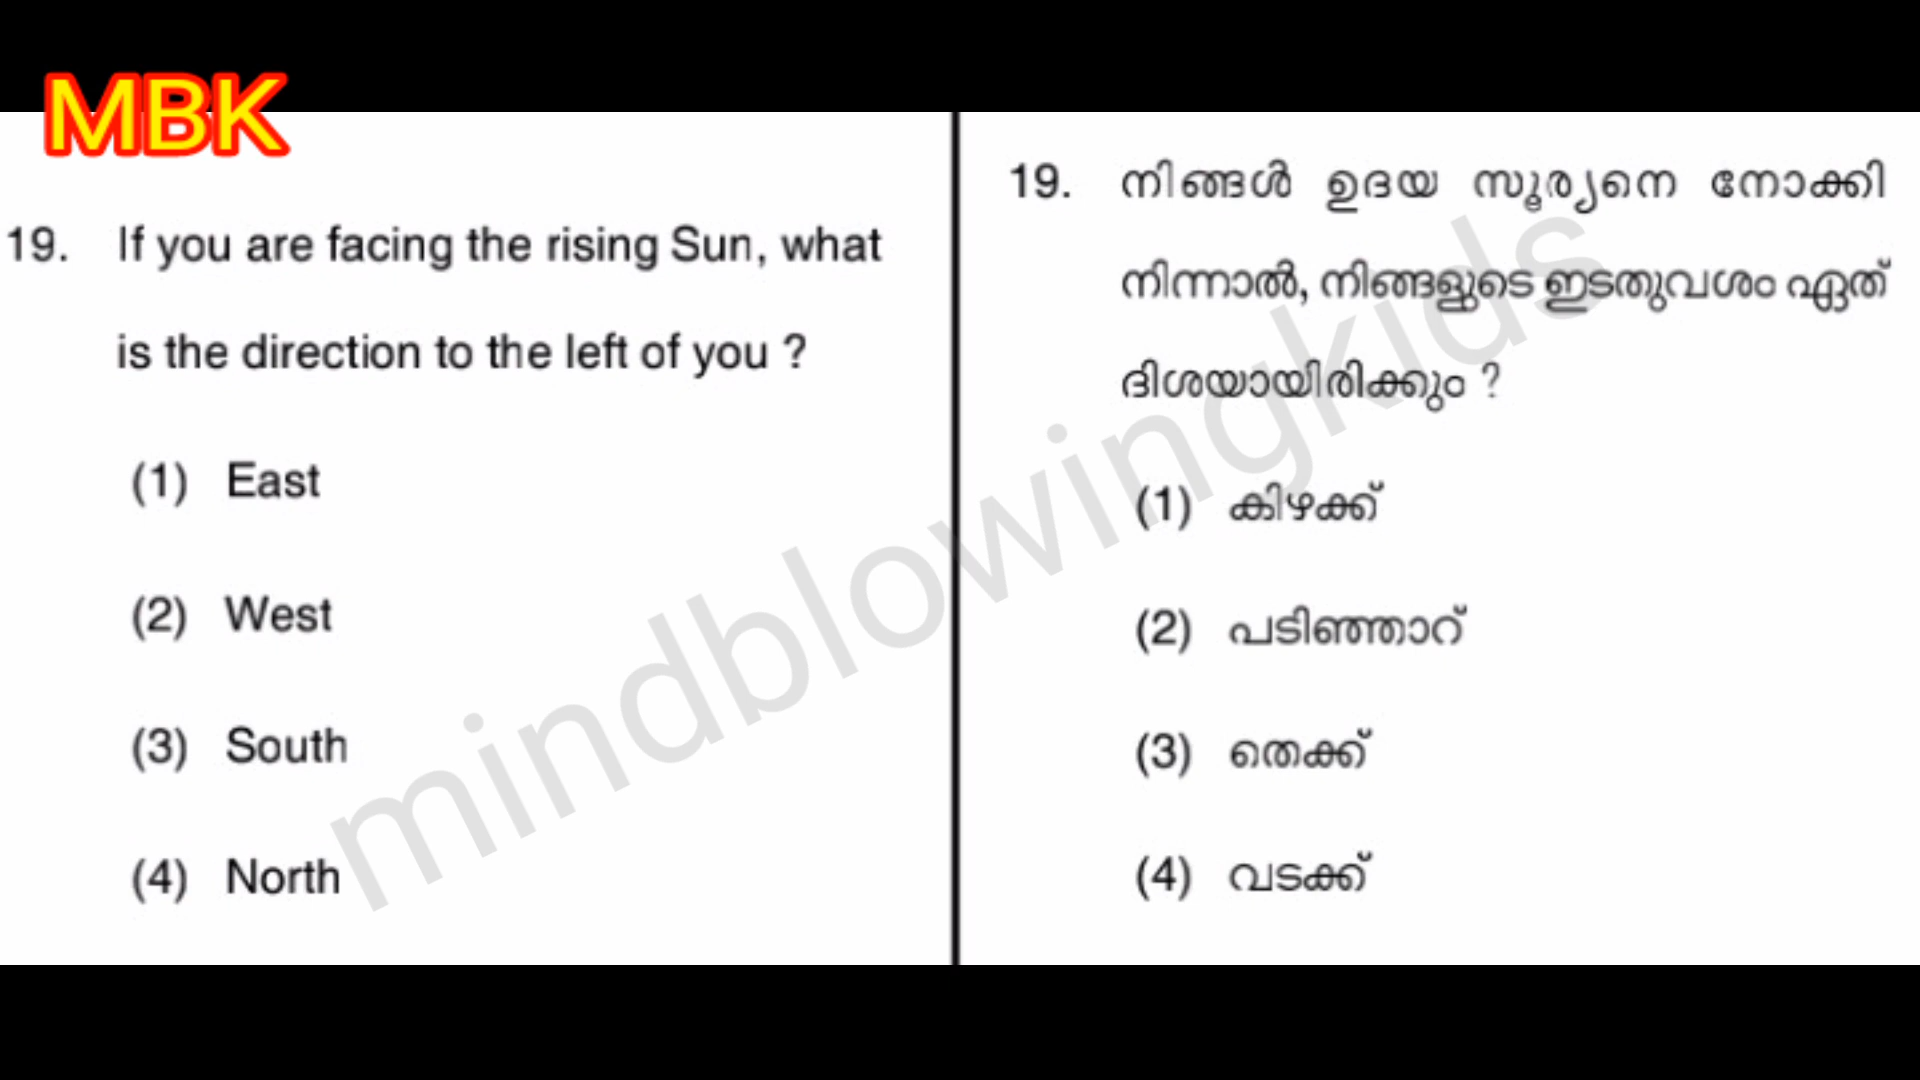 MBK
19. If you are facing the rising Sun, what
is the direction to the left of you ?
(1) East
(2) West
(3) South
(4) North
19. നിങ്ങൾ ഉദയ സൂര്യനെ നോക്കി
നിന്നാൽ, നിങ്ങളുടെ ഇടതുവശം ഏത്
ദിശയായിരിക്കും ?
(1) കിഴക്ക്
(2) പടിഞ്ഞാറ്
(3) തെക്ക്
(4) വടക്ക്
mindblowingkids